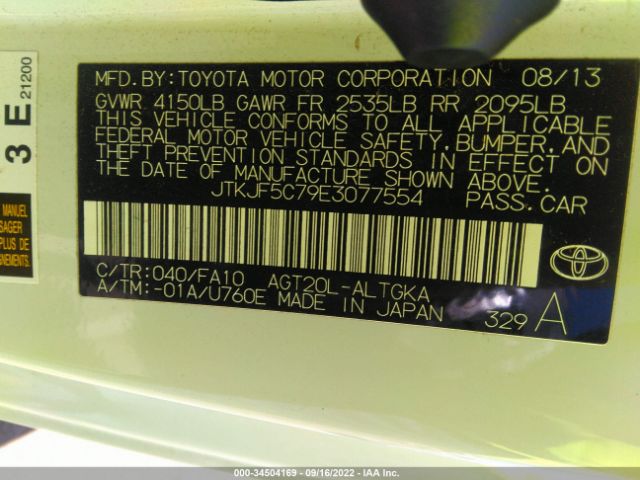 MFD. BY: TOYOTA MOTOR CORPORATION 08/13
GVWR 4150LB GAWR FR 2535LB RR 2095LB
THIS VEHICLE CONFORMS TO ALL APPLICABLE
FEDERAL MOTOR VEHICLE SAFETY, BUMPER, AND
THEFT PREVENTION STANDARDS IN EFFECT ON
THE DATE OF MANUFACTURE SHOWN ABOVE.
JTKJF5C79E3077554 PASS. CAR
C/TR: 040/FA10 AGT20L-ALTGKA
A/TM: -01A/U760E MADE IN JAPAN
329 A
3 E 21200
MANUEL
PLUS DE
000-34504169 - 09/16/2022 - IAA Inc.